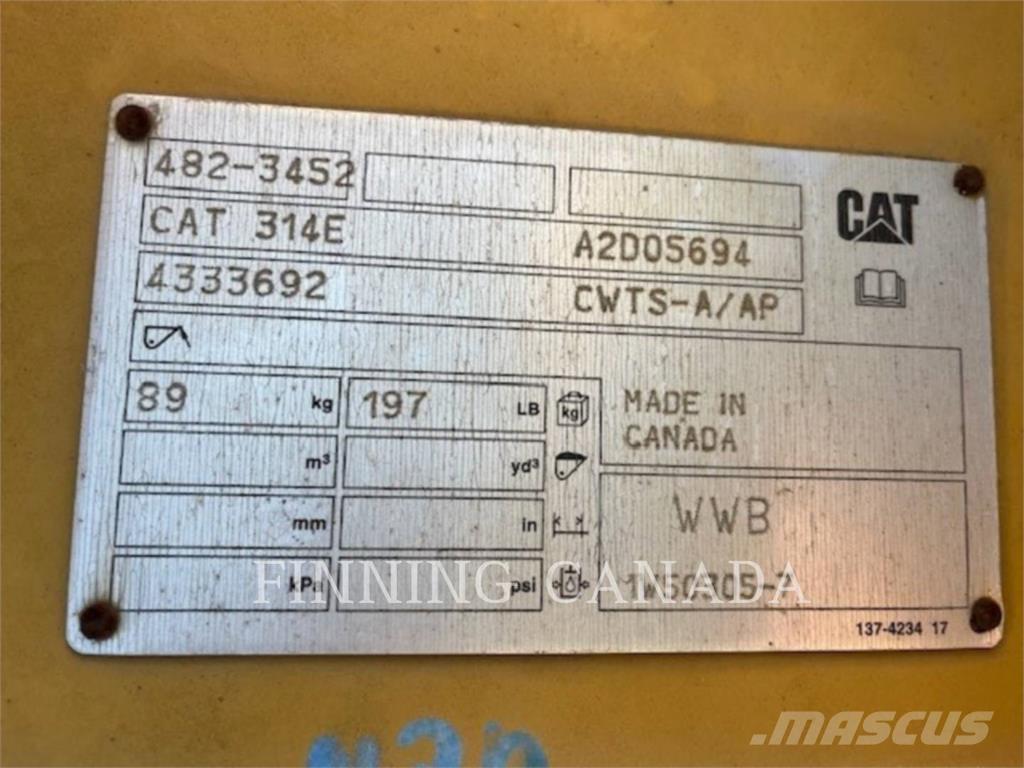 482-3452
CAT 314E A2D05694
CAT
4333692 CWTS-A/AP
89 kg 197 LB kg
MADE IN
CANADA
m³ yd³
mm in
WWB
kPa psi
FINNING CANADA
137-4234 17
MASCUS